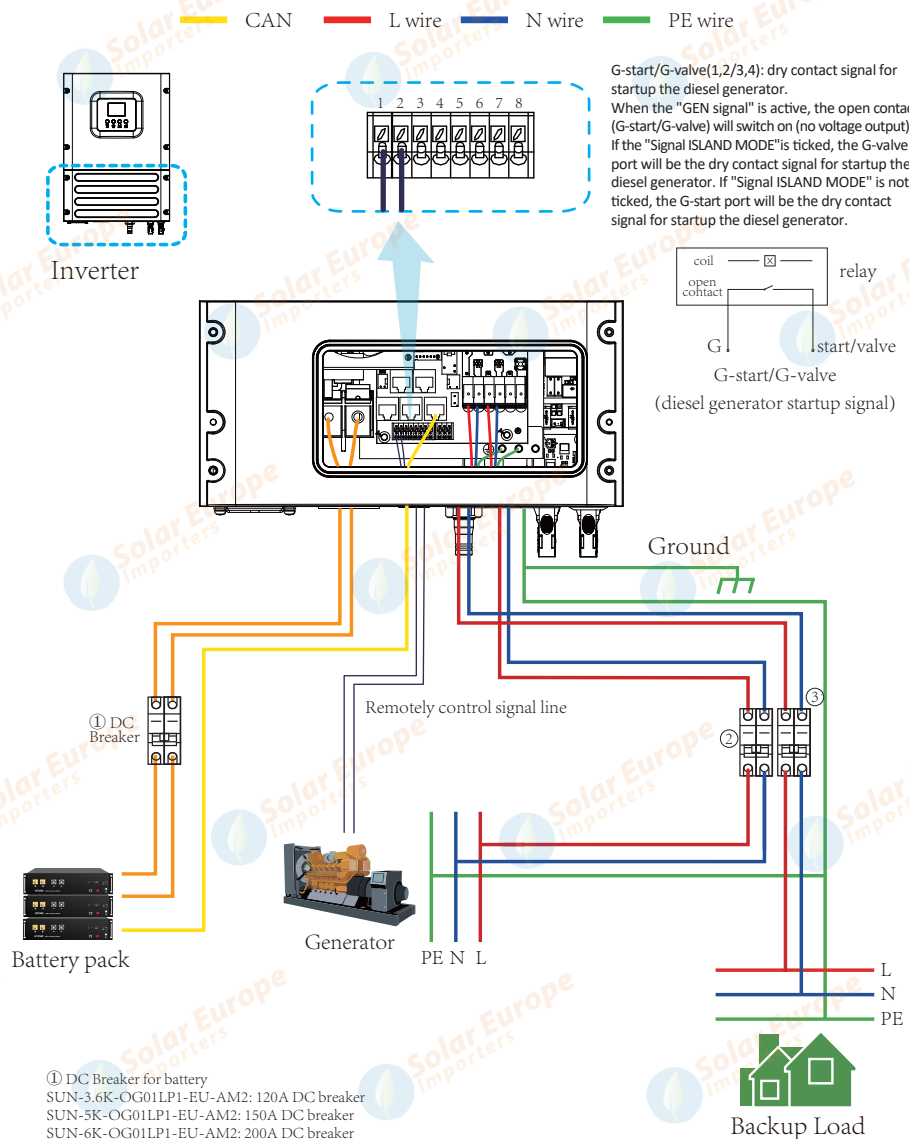 CAN
L wire
N wire
PE wire
G-start/G-valve(1,2/3,4): dry contact signal for
startup the diesel generator.
When the "GEN signal" is active, the open contac
(G-start/G-valve) will switch on (no voltage output)
If the "Signal ISLAND MODE"is ticked, the G-valve
port will be the dry contact signal for startup the
diesel generator. If "Signal ISLAND MODE" is not
ticked, the G-start port will be the dry contact
signal for startup the diesel generator.
1 2 3 4 5 6 7 8
Inverter
coil
X
relay
open
contact
G
start/valve
G-start/G-valve
(diesel generator startup signal)
Ground
Remotely control signal line
① DC
Breaker
②
③
Battery pack
Generator
PE N L
L
N
PE
Backup Load
① DC Breaker for battery
SUN-3.6K-OG01LP1-EU-AM2: 120A DC breaker
SUN-5K-OG01LP1-EU-AM2: 150A DC breaker
SUN-6K-OG01LP1-EU-AM2: 200A DC breaker
Solar Europe
Importers